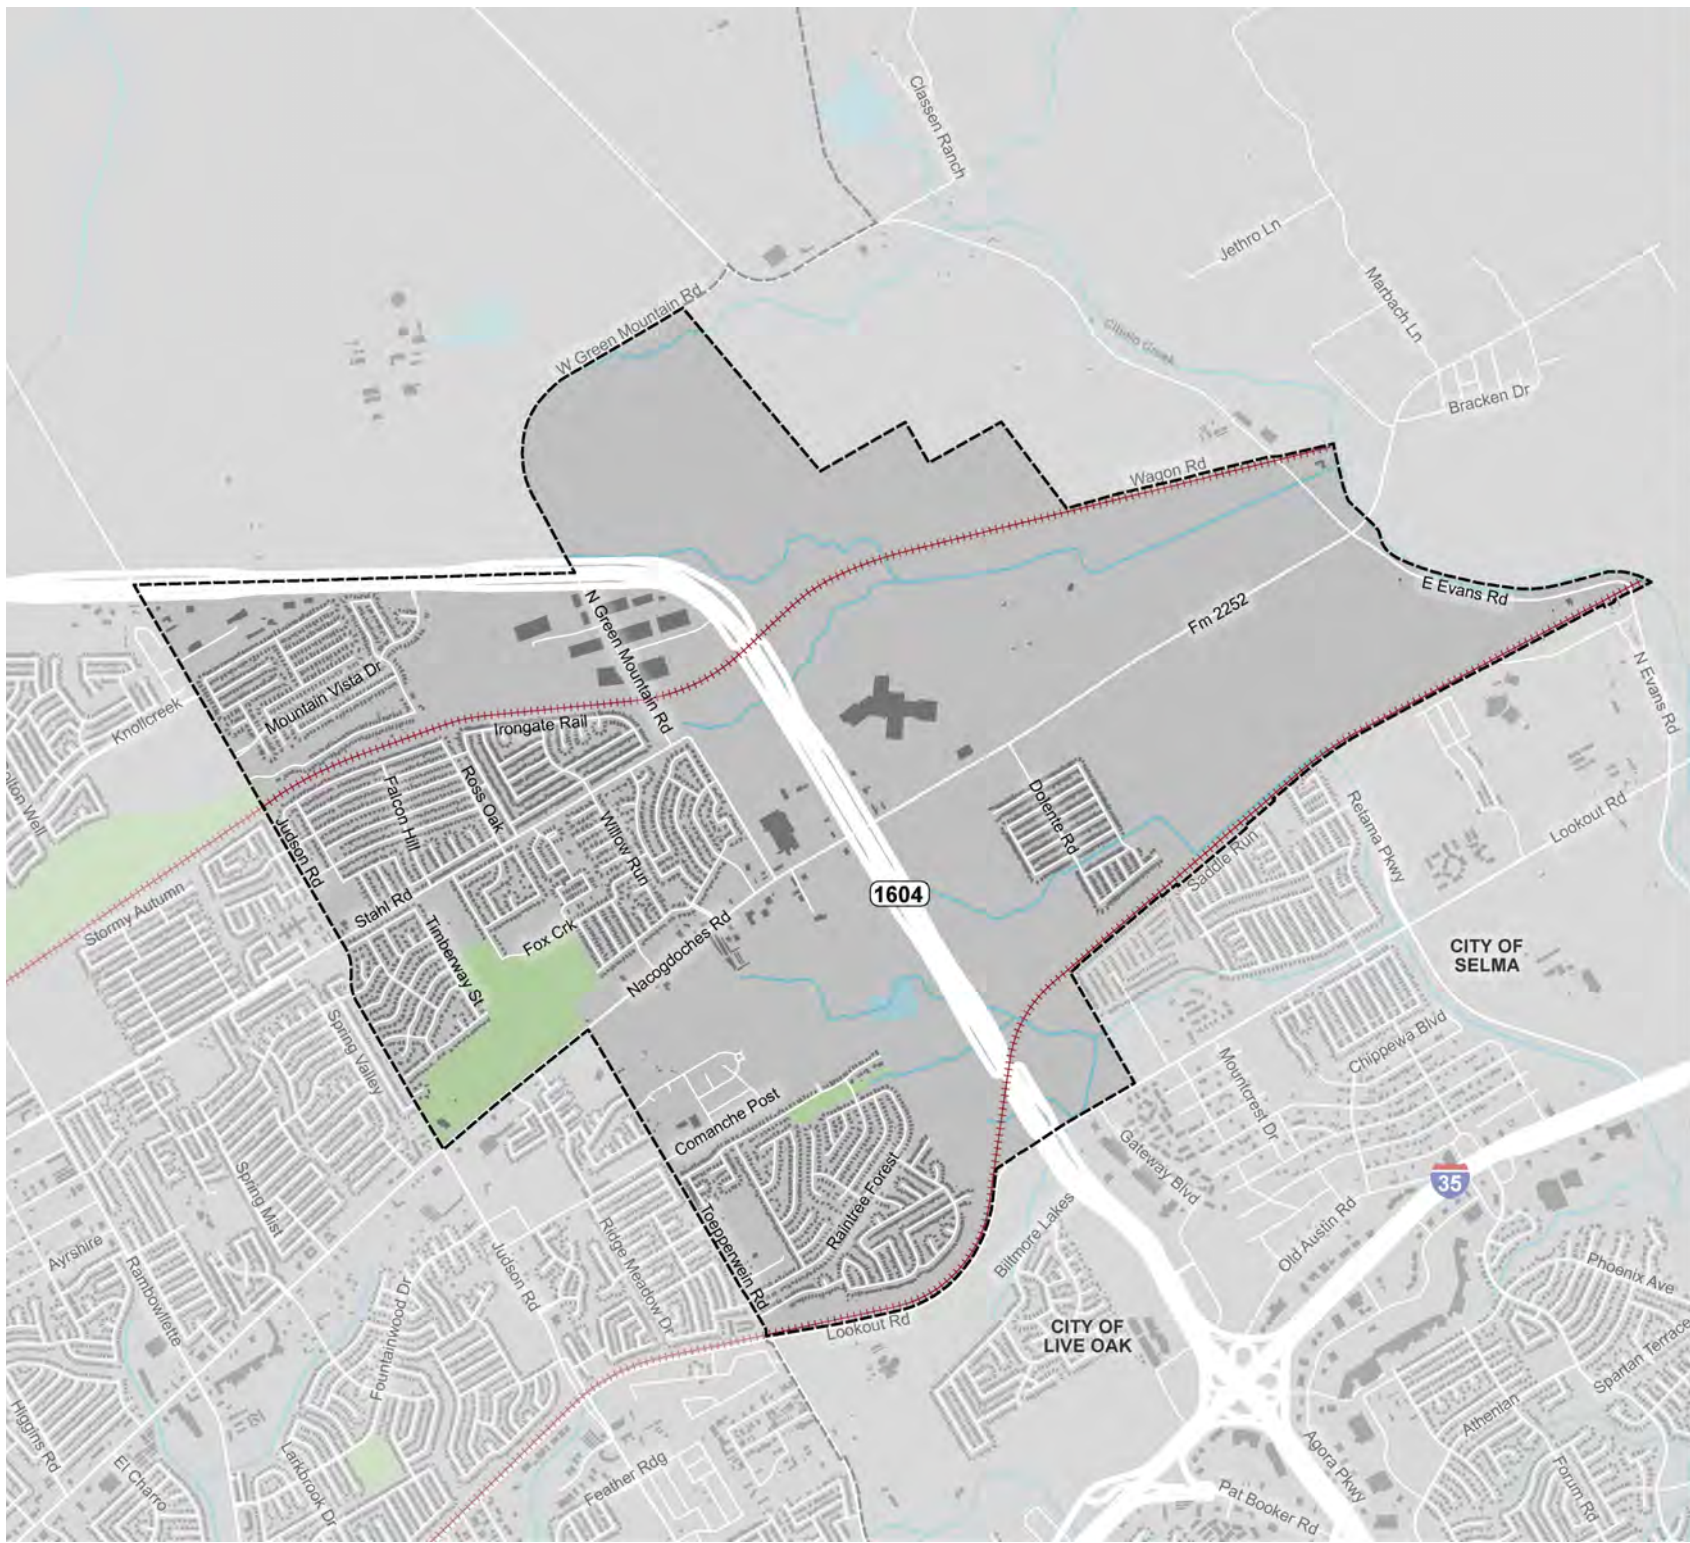 Classen Ranch
Jethro Ln
Marbach Ln
W Green Mountain Rd
Cibolo Creek
Bracken Dr
Wagon Rd
E Evans Rd
Fm 2252
N Green Mountain Rd
N Evans Rd
Mountain Vista Dr
Knollcreek
Irongate Rail
Falcon Hill
Ross Oak
Dolente Rd
Retama Pkwy
Lookout Rd
Judson Rd
Willow Run
Saddle Run
1604
Stormy Autumn
Stahl Rd
Timberway St
Fox Crk
Nacogdoches Rd
CITY OF
SELMA
Spring Valley
Chippewa Blvd
Mountcrest Dr
Comanche Post
Gateway Blvd
35
Spring Mist
Raintree Forest
Toepperwein Rd
Ridge Meadow Dr
Judson Rd
Ayrshire
Rambowllette
Biltmore Lakes
Old Austin Rd
Phoenix Ave
Fountainwood Dr
Lookout Rd
CITY OF
LIVE OAK
Spartan Terrace
Athenian
Higgins Rd
El Charro
Larkbrook Dr
Feather Rdg
Agora Pkwy
Pat Booker Rd
Forum Rd